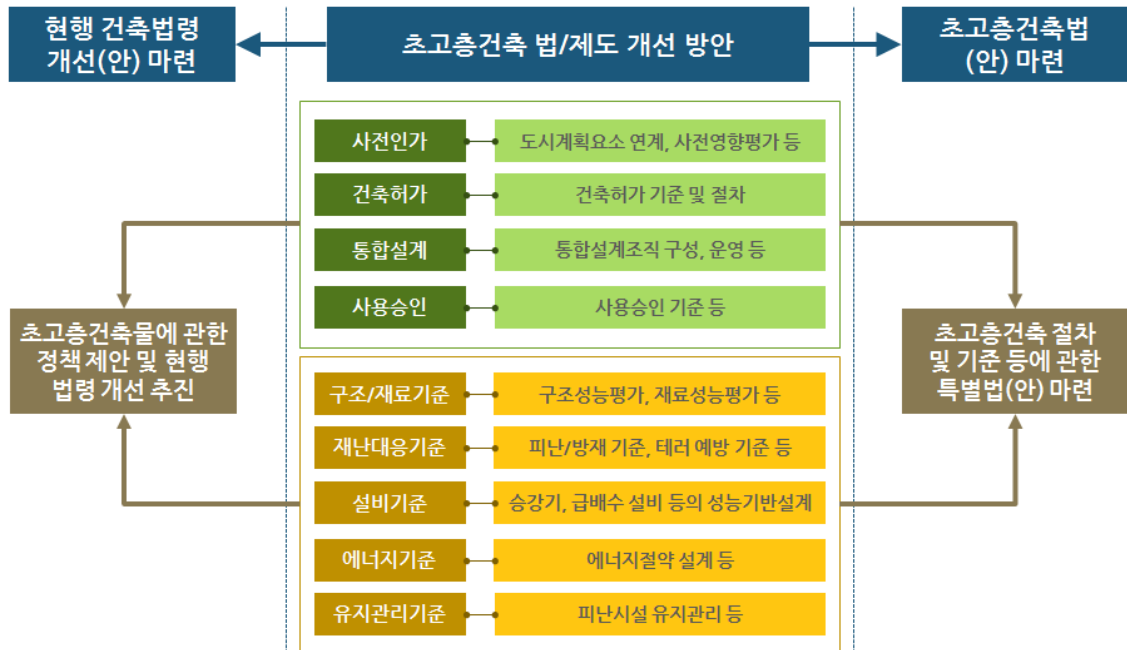 현행 건축법령
개선(안) 마련
초고층건축 법/제도 개선 방안
초고층건축법
(안) 마련
사전인가
도시계획요소 연계, 사전영향평가 등
건축허가
건축허가 기준 및 절차
통합설계
통합설계조직 구성, 운영 등
사용승인
사용승인 기준 등
초고층건축물에 관한
정책 제안 및 현행
법령 개선 추진
초고층건축 절차
및 기준 등에 관한
특별법(안) 마련
구조/재료기준
구조성능평가, 재료성능평가 등
재난대응기준
피난/방재 기준, 테러 예방 기준 등
설비기준
승강기, 급배수 설비 등의 성능기반설계
에너지기준
에너지절약 설계 등
유지관리기준
피난시설 유지관리 등